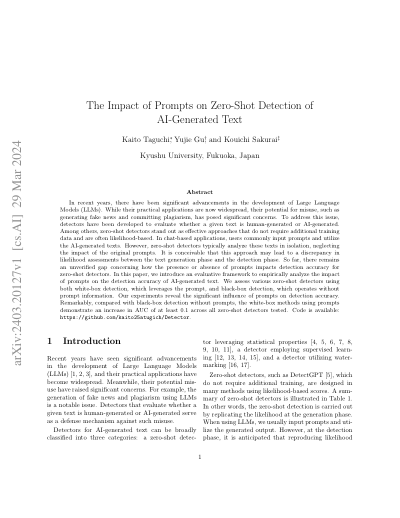 arXiv:2403.20127v1 [cs.AI] 29 Mar 2024
The Impact of Prompts on Zero-Shot Detection of
AI-Generated Text
Kaito Taguchi, Yujie Gu, and Kouichi Sakurai
Kyushu University, Fukuoka, Japan
Abstract
In recent years, there have been significant advancements in the development of Large Language
Models (LLMs). While their practical applications are now widespread, their potential for misuse, such as
generating fake news and committing plagiarism, has posed significant concerns. To address this issue,
detectors have been developed to evaluate whether a given text is human-generated or AI-generated.
Among others, zero-shot detectors stand out as effective approaches that do not require additional training
data and are often likelihood-based. In chat-based applications, users commonly input prompts and utilize
the AI-generated texts. However, zero-shot detectors typically analyze these texts in isolation, neglecting
the impact of the original prompts. It is conceivable that this approach may lead to a discrepancy in
likelihood assessments between the text generation phase and the detection phase. So far, there remains
an unverified gap concerning how the presence or absence of prompts impacts detection accuracy for
zero-shot detectors. In this paper, we introduce an evaluative framework to empirically analyze the impact
of prompts on the detection accuracy of AI-generated text. We assess various zero-shot detectors using
both white-box detection, which leverages the prompt, and black-box detection, which operates without
prompt information. Our experiments reveal the significant influence of prompts on detection accuracy.
Remarkably, compared with black-box detection without prompts, the white-box methods using prompts
demonstrate an increase in AUC of at least 0.1 across all zero-shot detectors tested. Code is available:
https://github.com/kaito25atugich/Detector.
1 Introduction
Recent years have seen significant advancements
in the development of Large Language Models
(LLMs) [1, 2, 3], and their practical applications have
become widespread. Meanwhile, their potential mis-
use have raised significant concerns. For example, the
generation of fake news and plagiarism using LLMs
is a notable issue. Detectors that evaluate whether a
given text is human-generated or AI-generated serve
as a defense mechanism against such misuse.
Detectors for AI-generated text can be broadly
classified into three categories: a zero-shot detec-
tor leveraging statistical properties [4, 5, 6, 7, 8,
9, 10, 11], a detector employing supervised learn-
ing [12, 13, 14, 15], and a detector utilizing water-
marking [16, 17].
Zero-shot detectors, such as DetectGPT [5], which
do not require additional training, are designed in
many methods using likelihood-based scores. A sum-
mary of zero-shot detectors is illustrated in Table 1.
In other words, the zero-shot detection is carried out
by replicating the likelihood at the generation phase.
When using LLMs, we usually input prompts and uti-
lize the generated output. However, at the detection
phase, it is anticipated that reproducing likelihood
1